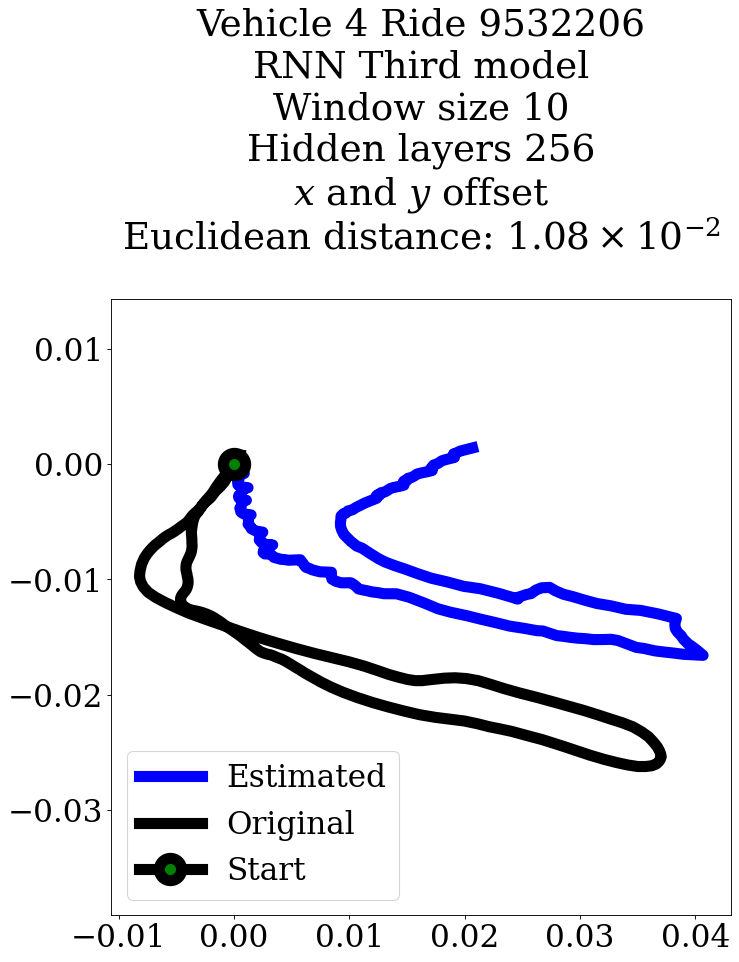 Vehicle 4 Ride 9532206
RNN Third model
Window size 10
Hidden layers 256
x and y offset
Euclidean distance: 1.08 × 10⁻²
0.01
0.00
−0.01
−0.02
−0.03
Estimated
Original
Start
−0.01 0.00 0.01 0.02 0.03 0.04